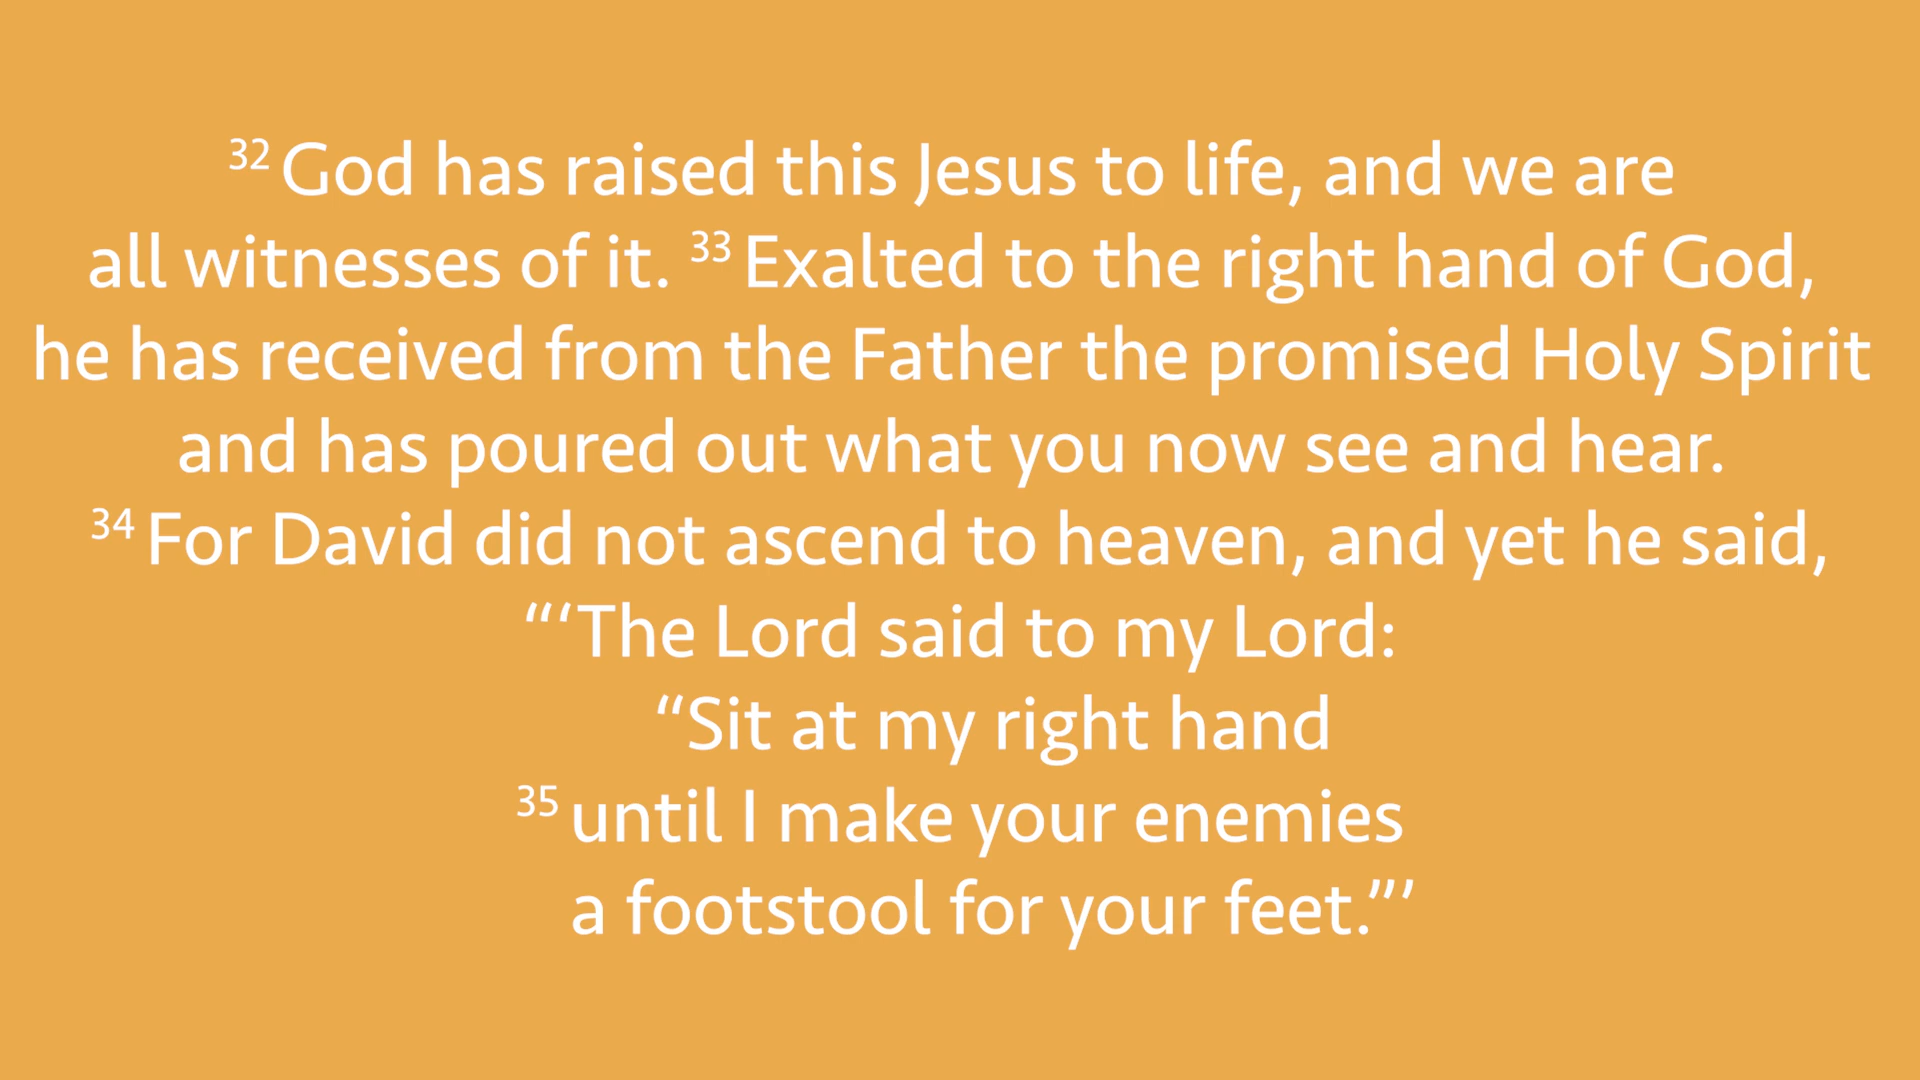 32 God has raised this Jesus to life, and we are
all witnesses of it. 33 Exalted to the right hand of God,
he has received from the Father the promised Holy Spirit
and has poured out what you now see and hear.
34 For David did not ascend to heaven, and yet he said,
“‘The Lord said to my Lord:
“Sit at my right hand
35 until I make your enemies
a footstool for your feet.”’